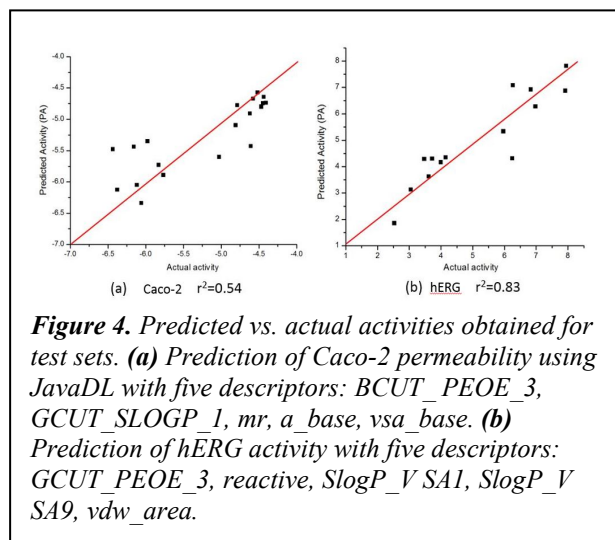 -4.0
-4.5
-5.0
-5.5
-6.0
-6.5
-7.0
Predicted Activity (PA)
-7.0 -6.5 -6.0 -5.5 -5.0 -4.5 -4.0
Actual activity
(a) Caco-2 r²=0.54
8
7
6
5
4
3
2
1
Predicted Activity (PA)
1 2 3 4 5 6 7 8
Actual activity
(b) hERG r²=0.83
Figure 4. Predicted vs. actual activities obtained for
test sets. (a) Prediction of Caco-2 permeability using
JavaDL with five descriptors: BCUT_ PEOE_3,
GCUT_SLOGP_1, mr, a_base, vsa_base. (b)
Prediction of hERG activity with five descriptors:
GCUT_PEOE_3, reactive, SlogP_V SA1, SlogP_V
SA9, vdw_area.